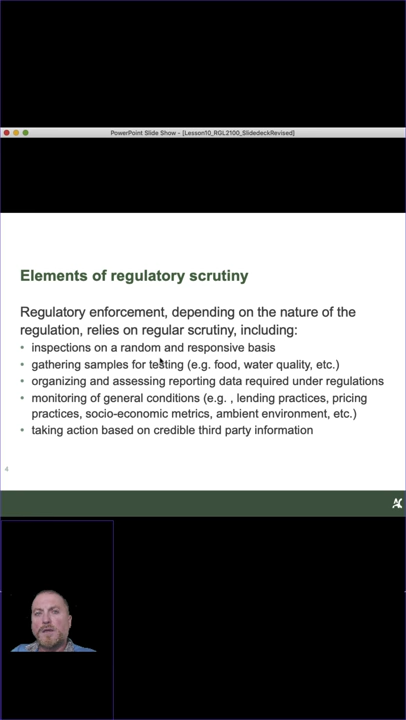 PowerPoint Slide Show - [Lesson10_RGL2100_SlidedeckRevised]
Elements of regulatory scrutiny
Regulatory enforcement, depending on the nature of the
regulation, relies on regular scrutiny, including:
• inspections on a random and responsive basis
• gathering samples for testing (e.g. food, water quality, etc.)
• organizing and assessing reporting data required under regulations
• monitoring of general conditions (e.g. , lending practices, pricing
practices, socio-economic metrics, ambient environment, etc.)
• taking action based on credible third party information
4